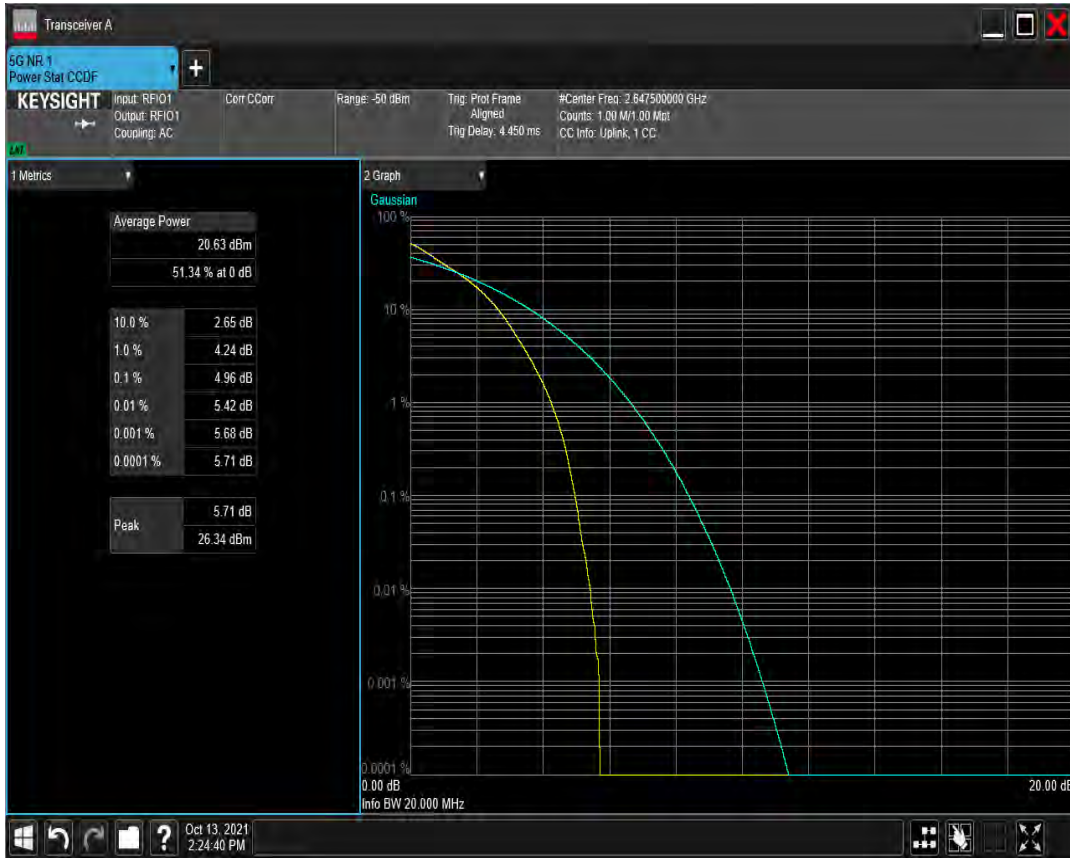 Transceiver A
5G NR 1
Power Stat CCDF
+
KEYSIGHT
Input: RFIO1
Output: RFIO1
Coupling: AC
Corr CCorr
Range: -50 dBm
Trig: Prot Frame
Aligned
Trig Delay: 4.450 ms
#Center Freq: 2.647500000 GHz
Counts: 1.00 M/1.00 Mpt
CC Info: Uplink, 1 CC
1 Metrics
Average Power
20.63 dBm
51.34 % at 0 dB
10.0 % 2.65 dB
1.0 % 4.24 dB
0.1 % 4.96 dB
0.01 % 5.42 dB
0.001 % 5.68 dB
0.0001 % 5.71 dB
Peak
5.71 dB
26.34 dBm
2 Graph
Gaussian
100 %
10 %
1 %
0.1 %
0.01 %
0.001 %
0.0001 %
0.00 dB
20.00 dB
Info BW 20.000 MHz
?
Oct 13, 2021
2:24:40 PM